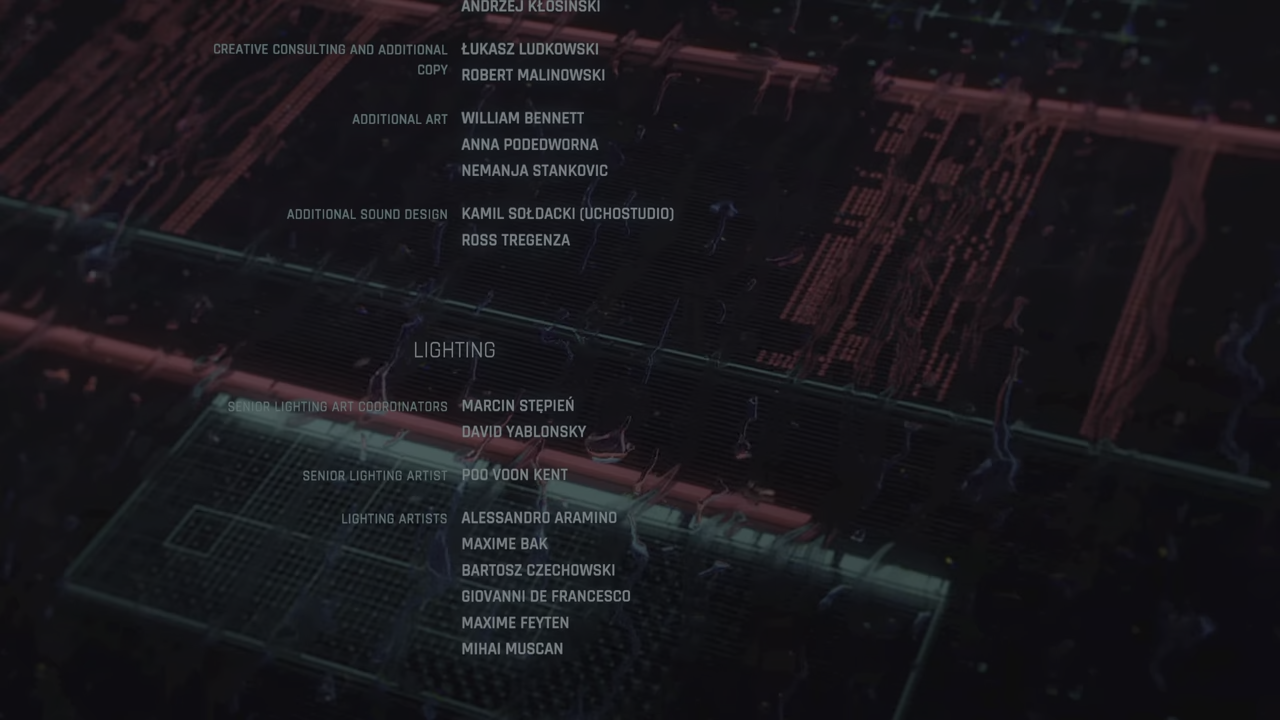 ANDRZEJ KŁOSIŃSKI
CREATIVE CONSULTING AND ADDITIONAL COPY
ŁUKASZ LUDKOWSKI
ROBERT MALINOWSKI
ADDITIONAL ART
WILLIAM BENNETT
ANNA PODEDWORNA
NEMANJA STANKOVIC
ADDITIONAL SOUND DESIGN
KAMIL SOŁDACKI (UCHOSTUDIO)
ROSS TREGENZA
LIGHTING
SENIOR LIGHTING ART COORDINATORS
MARCIN STĘPIEŃ
DAVID YABLONSKY
SENIOR LIGHTING ARTIST
POO VOON KENT
LIGHTING ARTISTS
ALESSANDRO ARAMINO
MAXIME BAK
BARTOSZ CZECHOWSKI
GIOVANNI DE FRANCESCO
MAXIME FEYTEN
MIHAI MUSCAN